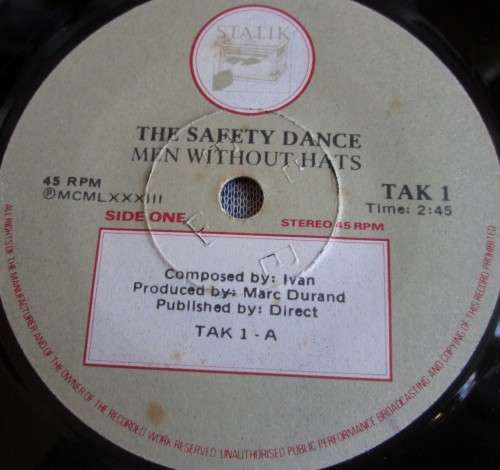 STATIK
THE SAFETY DANCE
MEN WITHOUT HATS
45 RPM
℗MCMLXXXIII
SIDE ONE
TAK 1
Time: 2:45
STEREO 45 RPM
Composed by: Ivan
Produced by: Marc Durand
Published by: Direct
TAK 1 - A
ALL RIGHTS OF THE MANUFACTURER AND OF THE OWNER OF THE RECORDED WORK RESERVED. UNAUTHORISED PUBLIC PERFORMANCE BROADCASTING AND COPYING OF THIS RECORD PROHIBITED